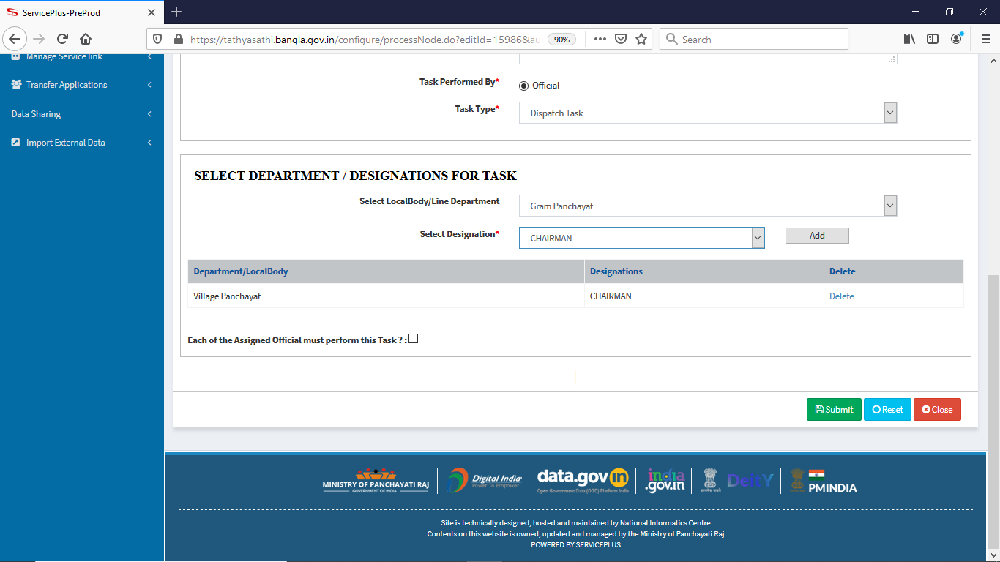 ServicePlus-PreProd
https://tathyasathi.bangla.gov.in/configure/processNode.do?editId=15986&au
90%
Search
Manage Service link
Transfer Applications
Data Sharing
Import External Data
Task Performed By*
Official
Task Type*
Dispatch Task
SELECT DEPARTMENT / DESIGNATIONS FOR TASK
Select LocalBody/Line Department
Gram Panchayat
Select Designation*
CHAIRMAN
Add
Department/LocalBody Designations Delete
Village Panchayat CHAIRMAN Delete
Each of the Assigned Official must perform this Task ? :
Submit Reset Close
MINISTRY OF PANCHAYATI RAJ
GOVERNMENT OF INDIA
Digital India
Power To Empower
data.gov in
Open Government Data (OGD) Platform India
india
.gov.in
सत्यमेव जयते
DeitY
PMINDIA
Site is technically designed, hosted and maintained by National Informatics Centre
Contents on this website is owned, updated and managed by the Ministry of Panchayati Raj
POWERED BY SERVICEPLUS